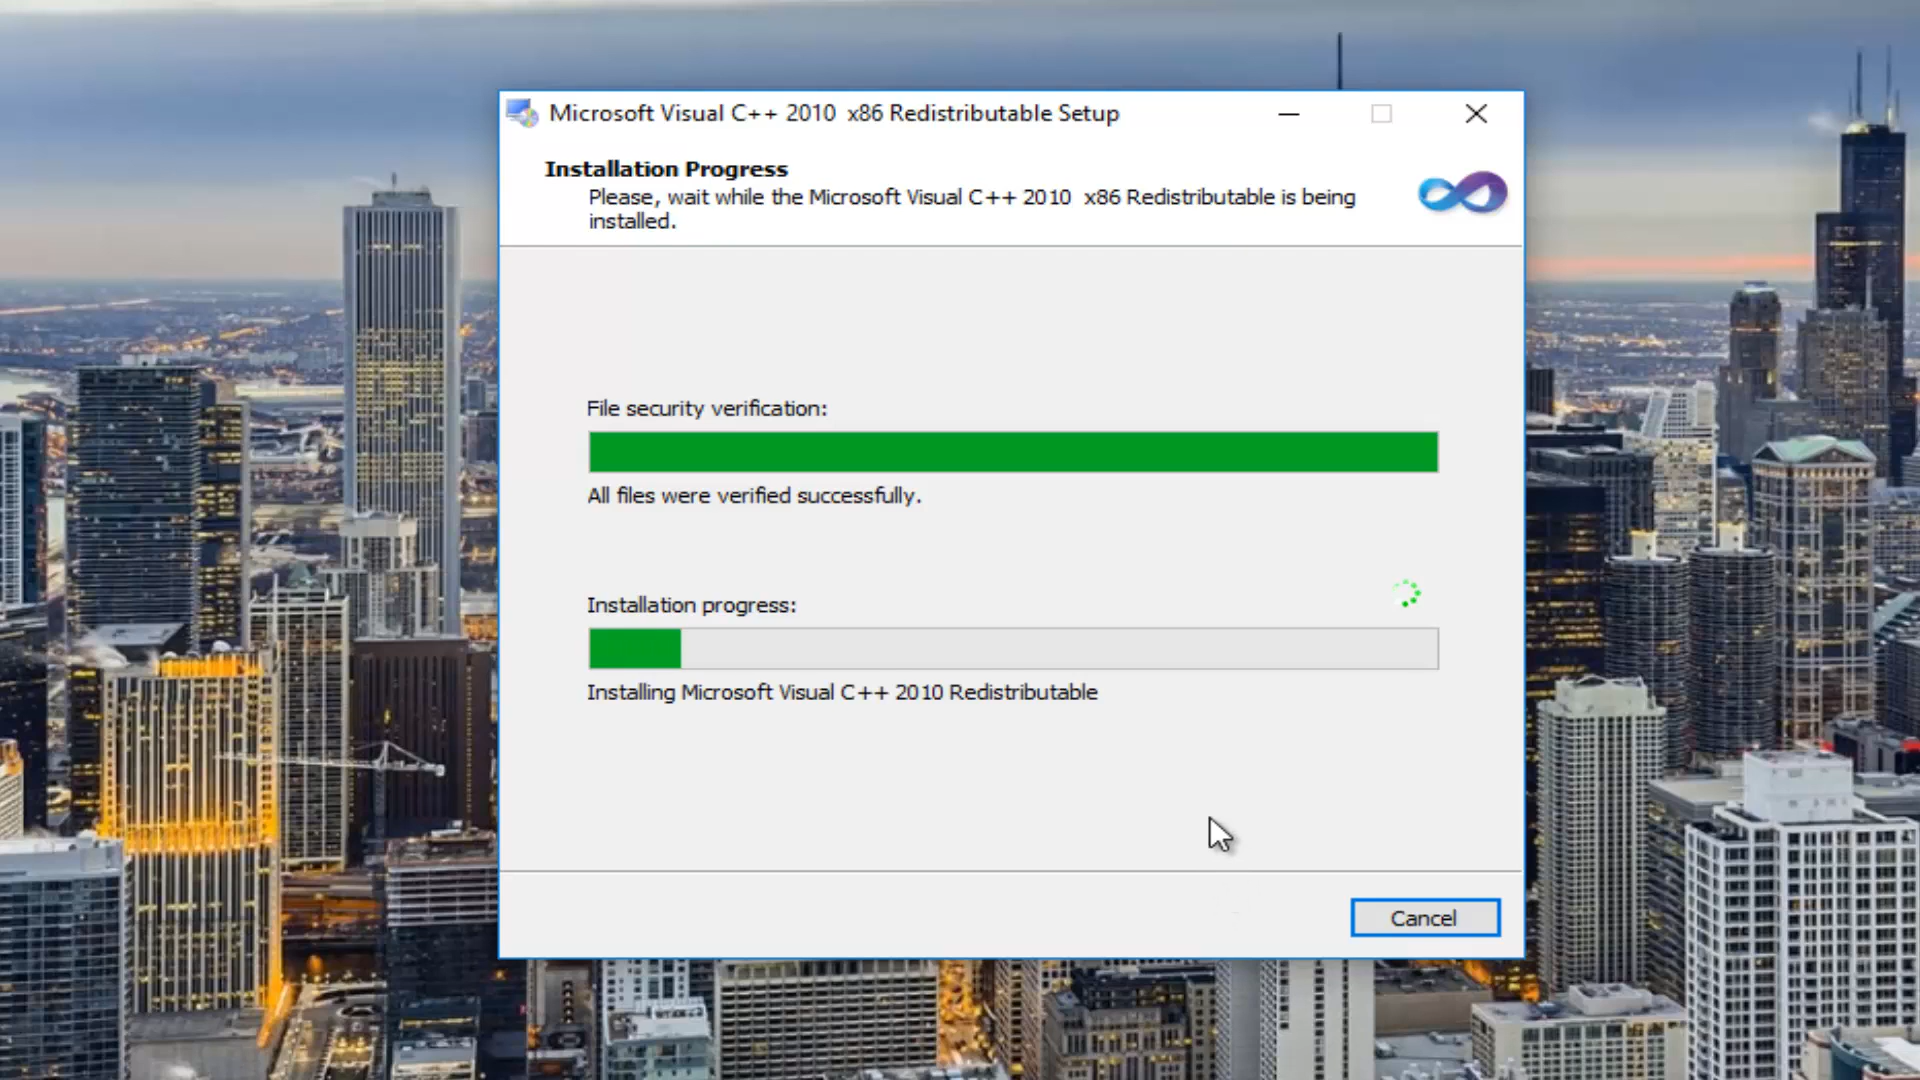 Microsoft Visual C++ 2010  x86 Redistributable Setup
Installation Progress
Please, wait while the Microsoft Visual C++ 2010  x86 Redistributable is being
installed.
File security verification:
All files were verified successfully.
Installation progress:
Installing Microsoft Visual C++ 2010 Redistributable
Cancel